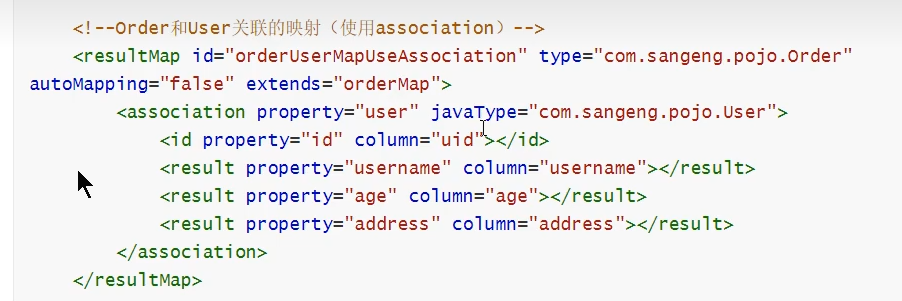 <!--Order和User关联的映射（使用association）-->
<resultMap id="orderUserMapUseAssociation" type="com.sangeng.pojo.Order"
autoMapping="false" extends="orderMap">
<association property="user" javaType="com.sangeng.pojo.User">
<id property="id" column="uid"></id>
<result property="username" column="username"></result>
<result property="age" column="age"></result>
<result property="address" column="address"></result>
</association>
</resultMap>